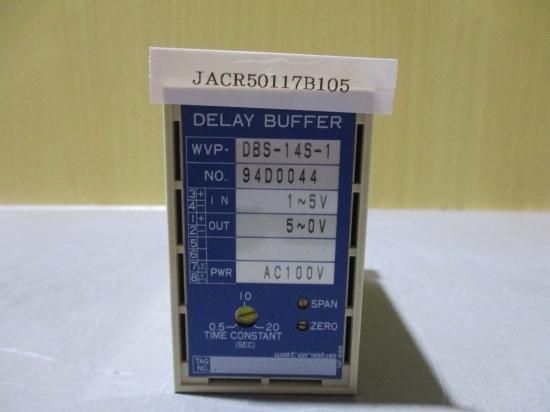 JACR50117B105
DELAY BUFFER
WVP- DBS-14S-1
NO. 94D0044
3 + IN 1~5V
4 -
1 + OUT 5~0V
2 -
5
6
7 PWR AC100V
8
10
0.5 20
TIME CONSTANT
(SEC)
SPAN
ZERO
watanabe
TAG NO.